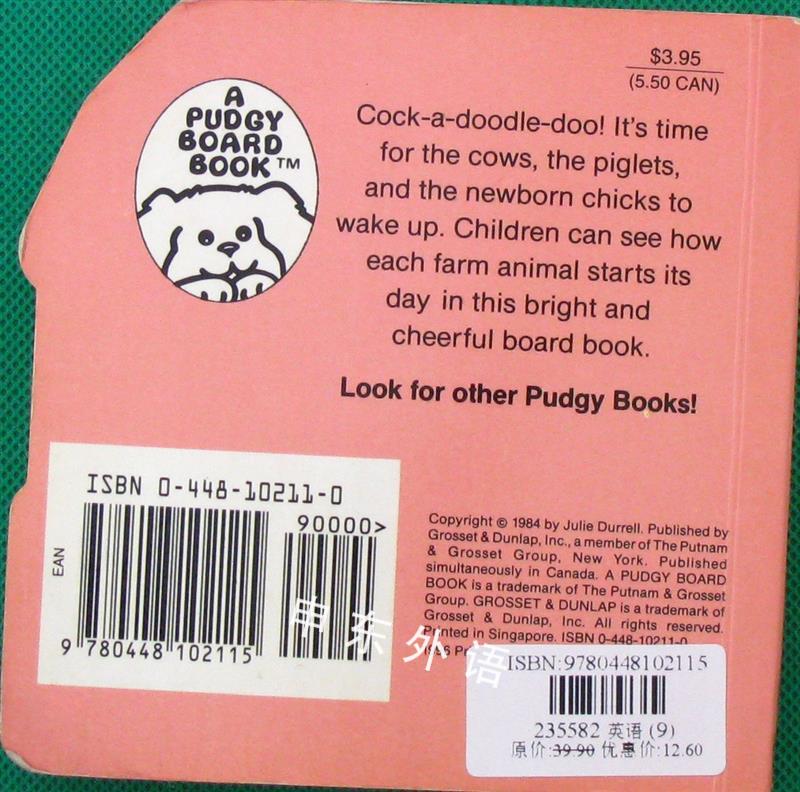 $3.95
(5.50 CAN)
A
PUDGY
BOARD
BOOK™
Cock-a-doodle-doo! It's time
for the cows, the piglets,
and the newborn chicks to
wake up. Children can see how
each farm animal starts its
day in this bright and
cheerful board book.
Look for other Pudgy Books!
ISBN 0-448-10211-0
90000>
EAN
9 780448 102115
Copyright © 1984 by Julie Durrell. Published by
Grosset & Dunlap, Inc., a member of The Putnam
& Grosset Group, New York. Published
simultaneously in Canada. A PUDGY BOARD
BOOK is a trademark of The Putnam & Grosset
Group. GROSSET & DUNLAP is a trademark of
Grosset & Dunlap, Inc. All rights reserved.
Printed in Singapore. ISBN 0-448-10211-0
1996
申东外语
ISBN:9780448102115
235582 英语(9)
原价:39.90 优惠价:12.60